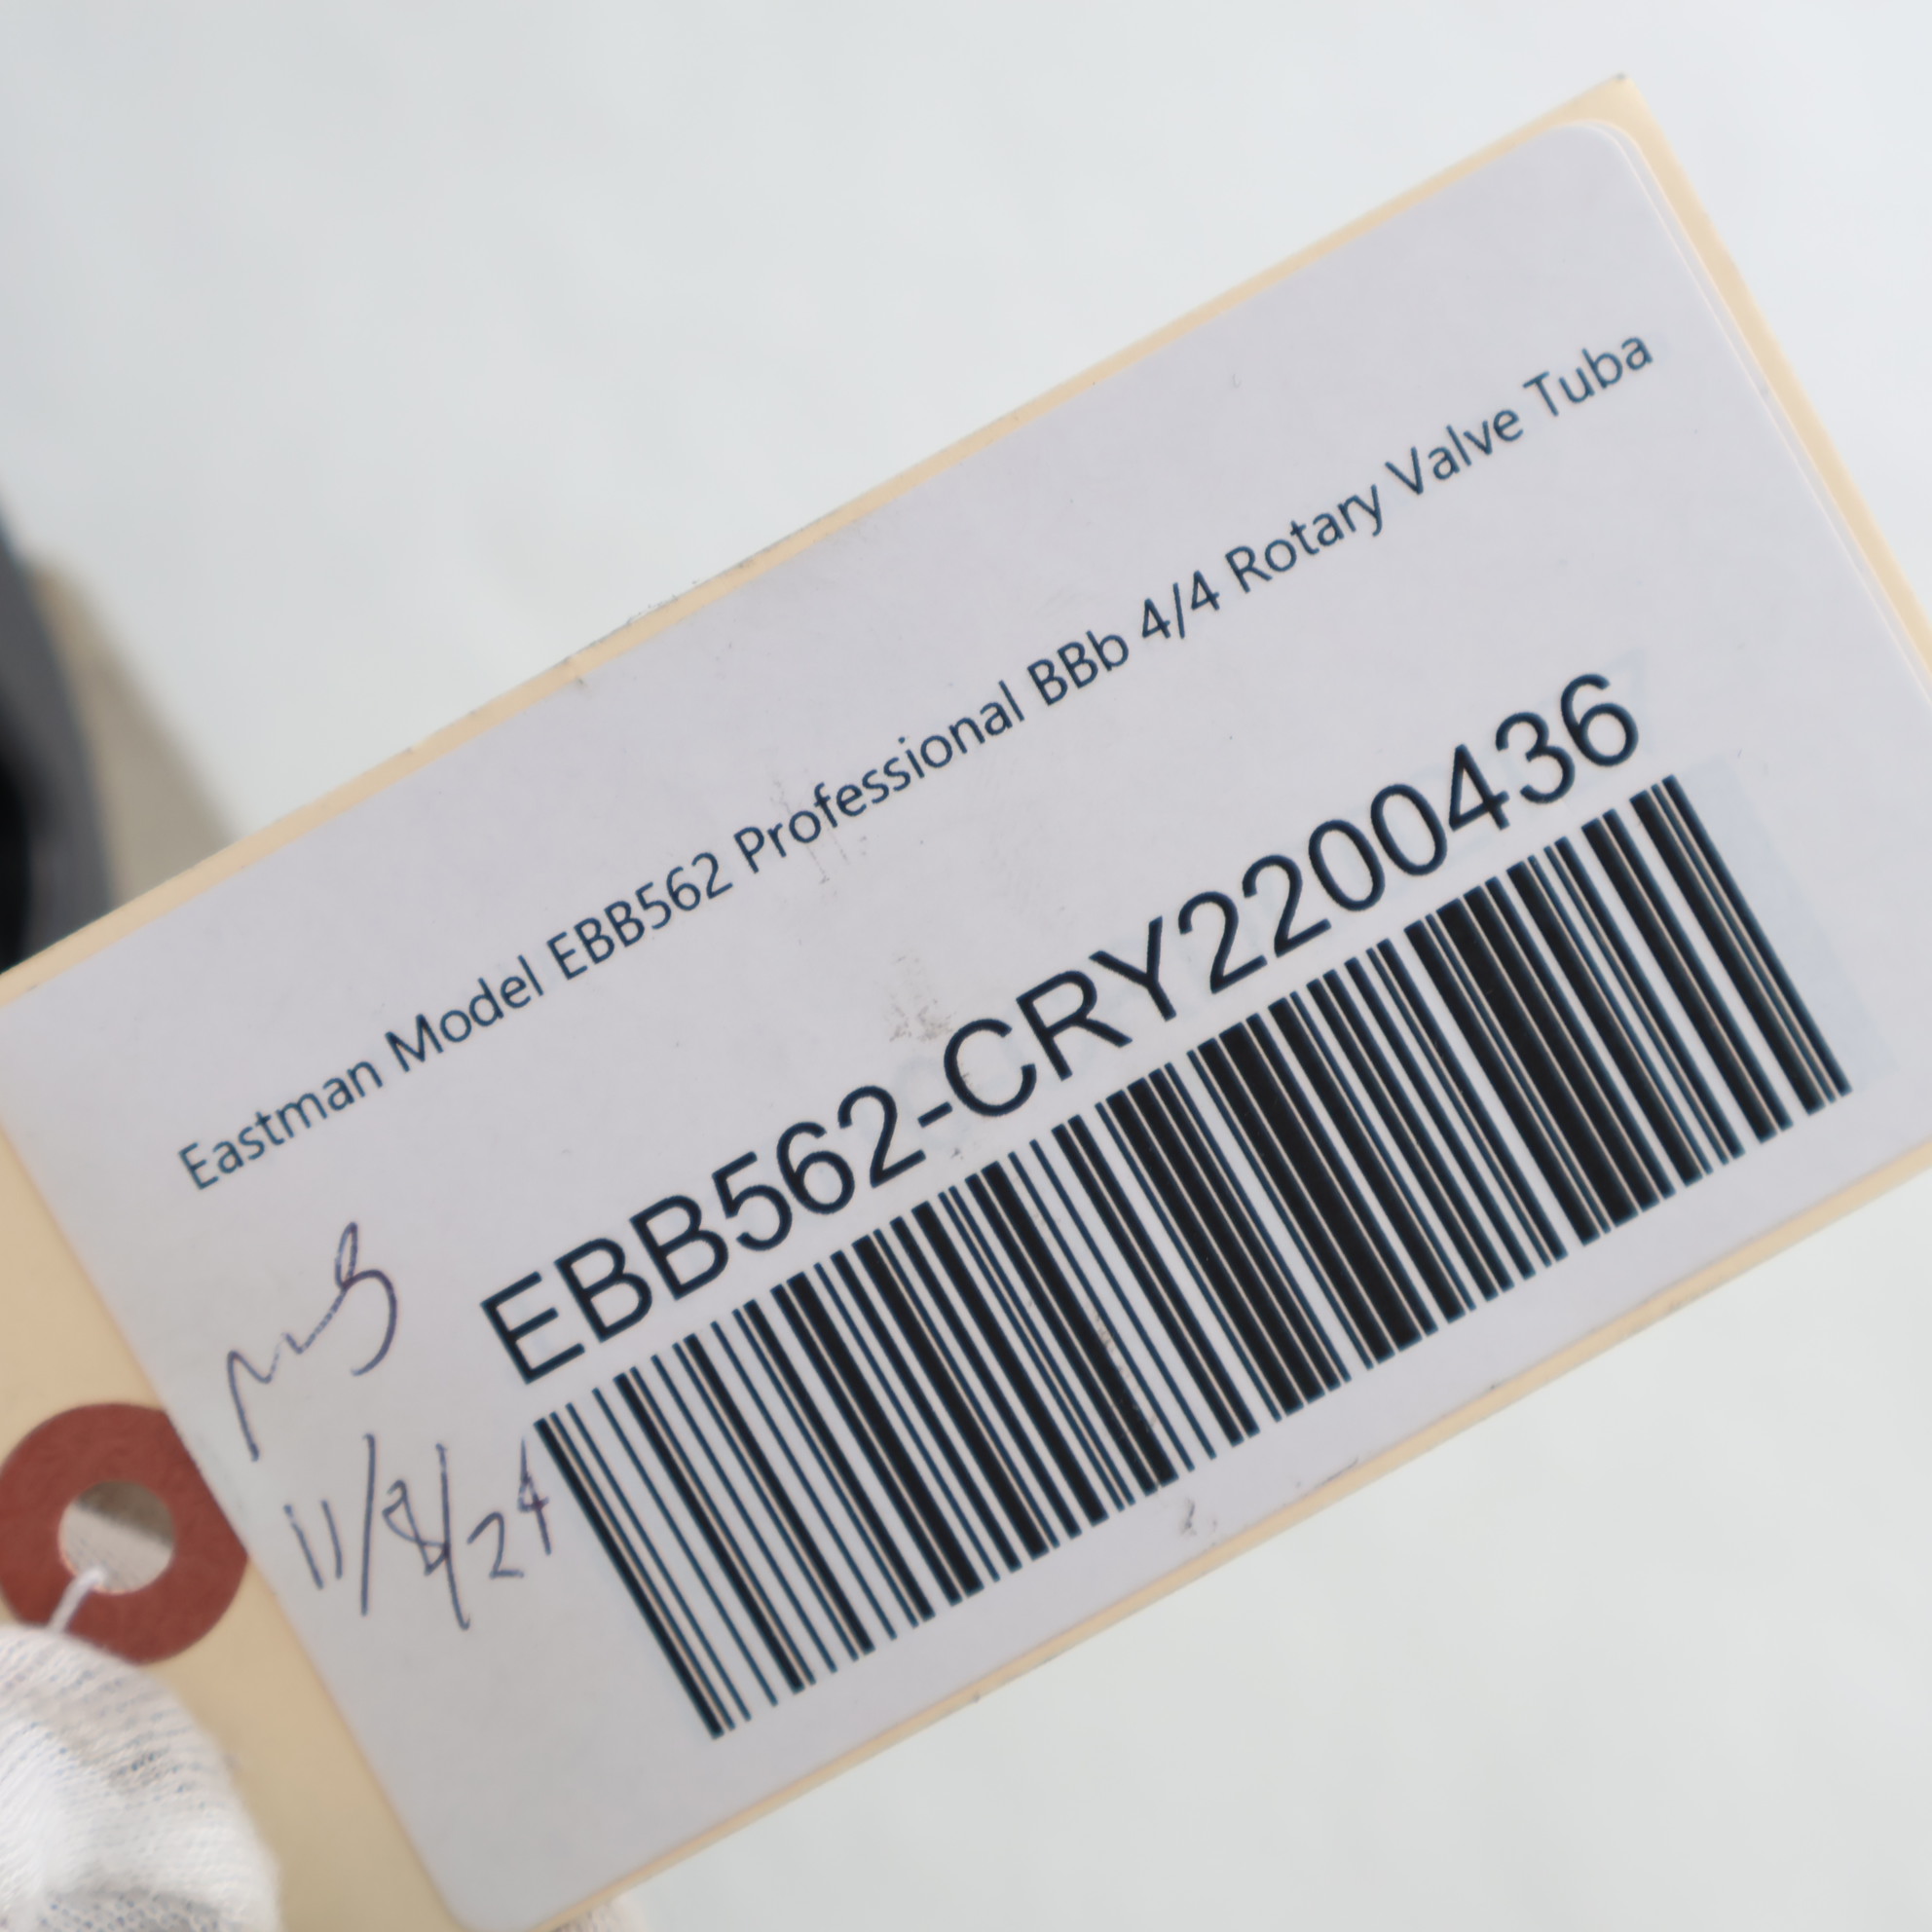 Eastman Model EBB562 Professional BBb 4/4 Rotary Valve Tuba
EBB562-CRY2200436
11/8/24